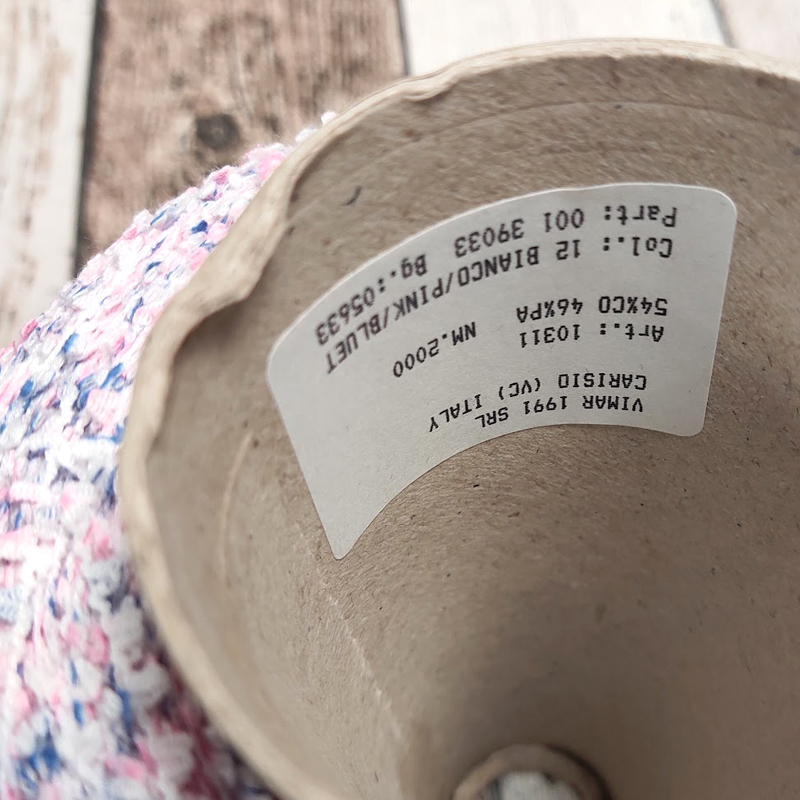 VIMAR 1991 SRL
CARISIO (VC) ITALY
Art.: 10311 NM.2000
54%CO 46%PA
Col.: 12 BIANCO/PINK/BLUET
Part: 001 39033 Bg.:05633